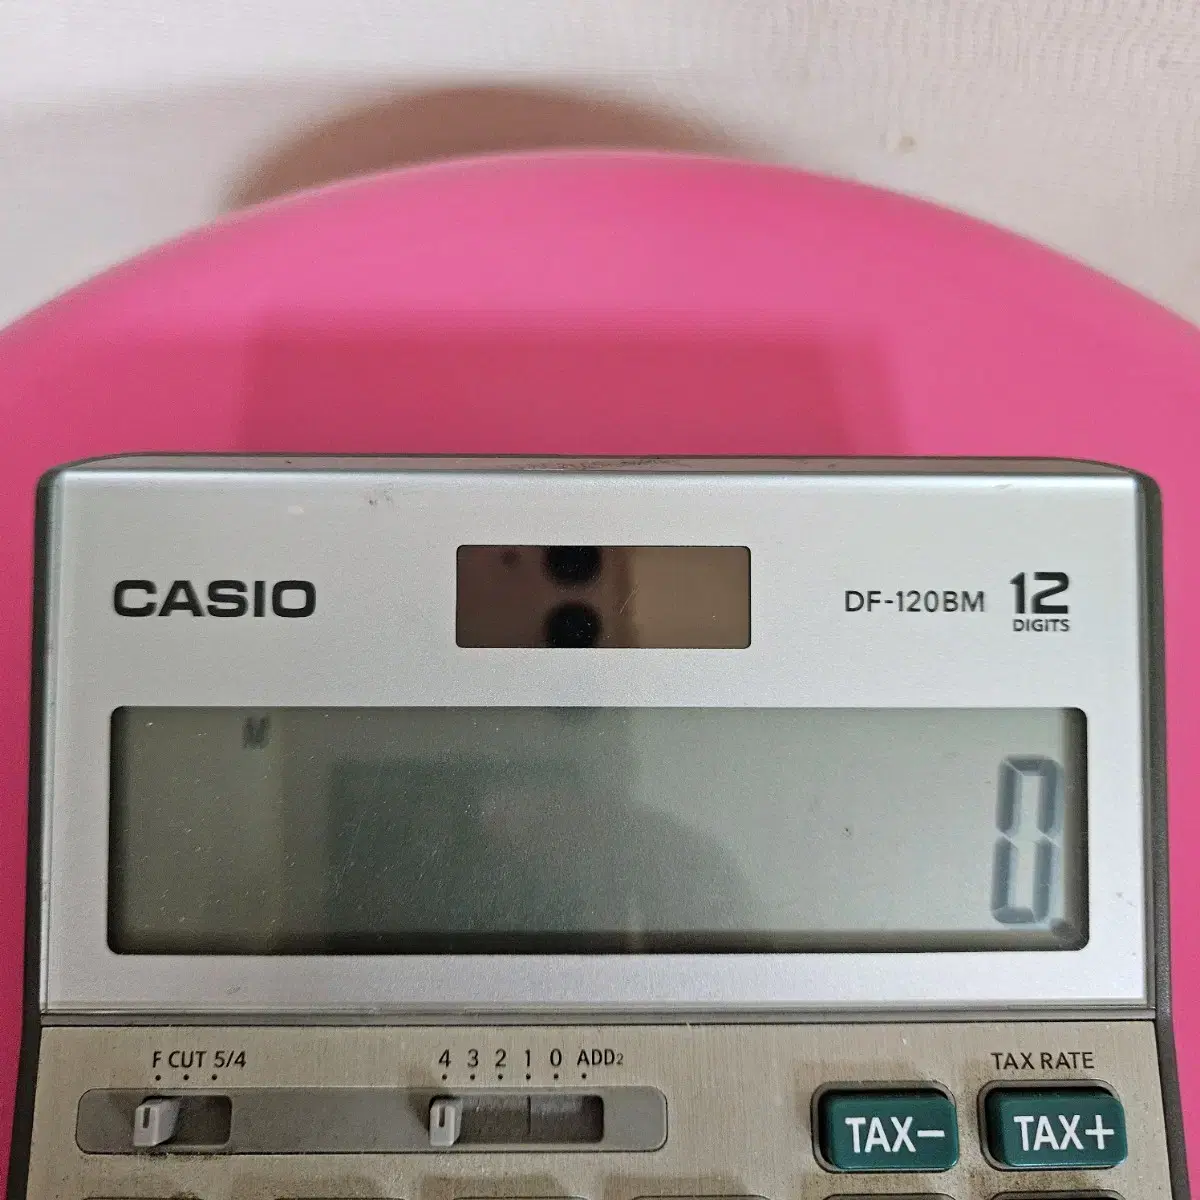 CASIO
DF-120BM 12
DIGITS
M
0.
F CUT 5/4
4 3 2 1 0 ADD2
TAX RATE
TAX−
TAX+